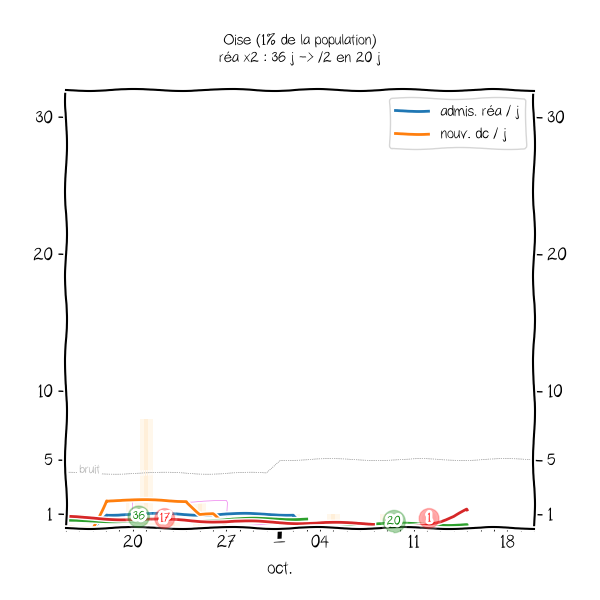 Oise (1% de la population)
réa x2 : 36 j -> /2 en 20 j
admis. réa / j
nouv. dc / j
30 30
20 20
10 10
5 5
bruit
1 1
36 17 20 1
20 27 04 11 18
oct.